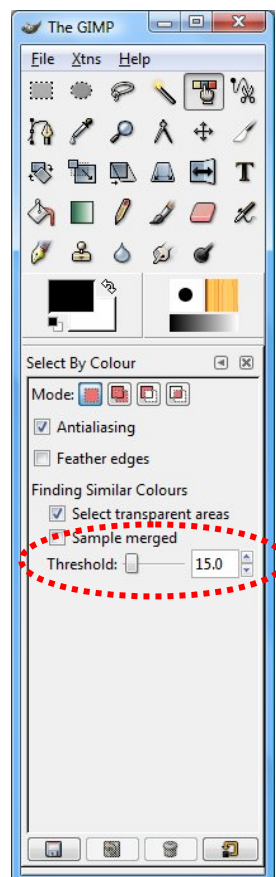 The GIMP
File Xtns Help
T
Select By Colour
Mode:
Antialiasing
Feather edges
Finding Similar Colours
Select transparent areas
Sample merged
Threshold: 15.0